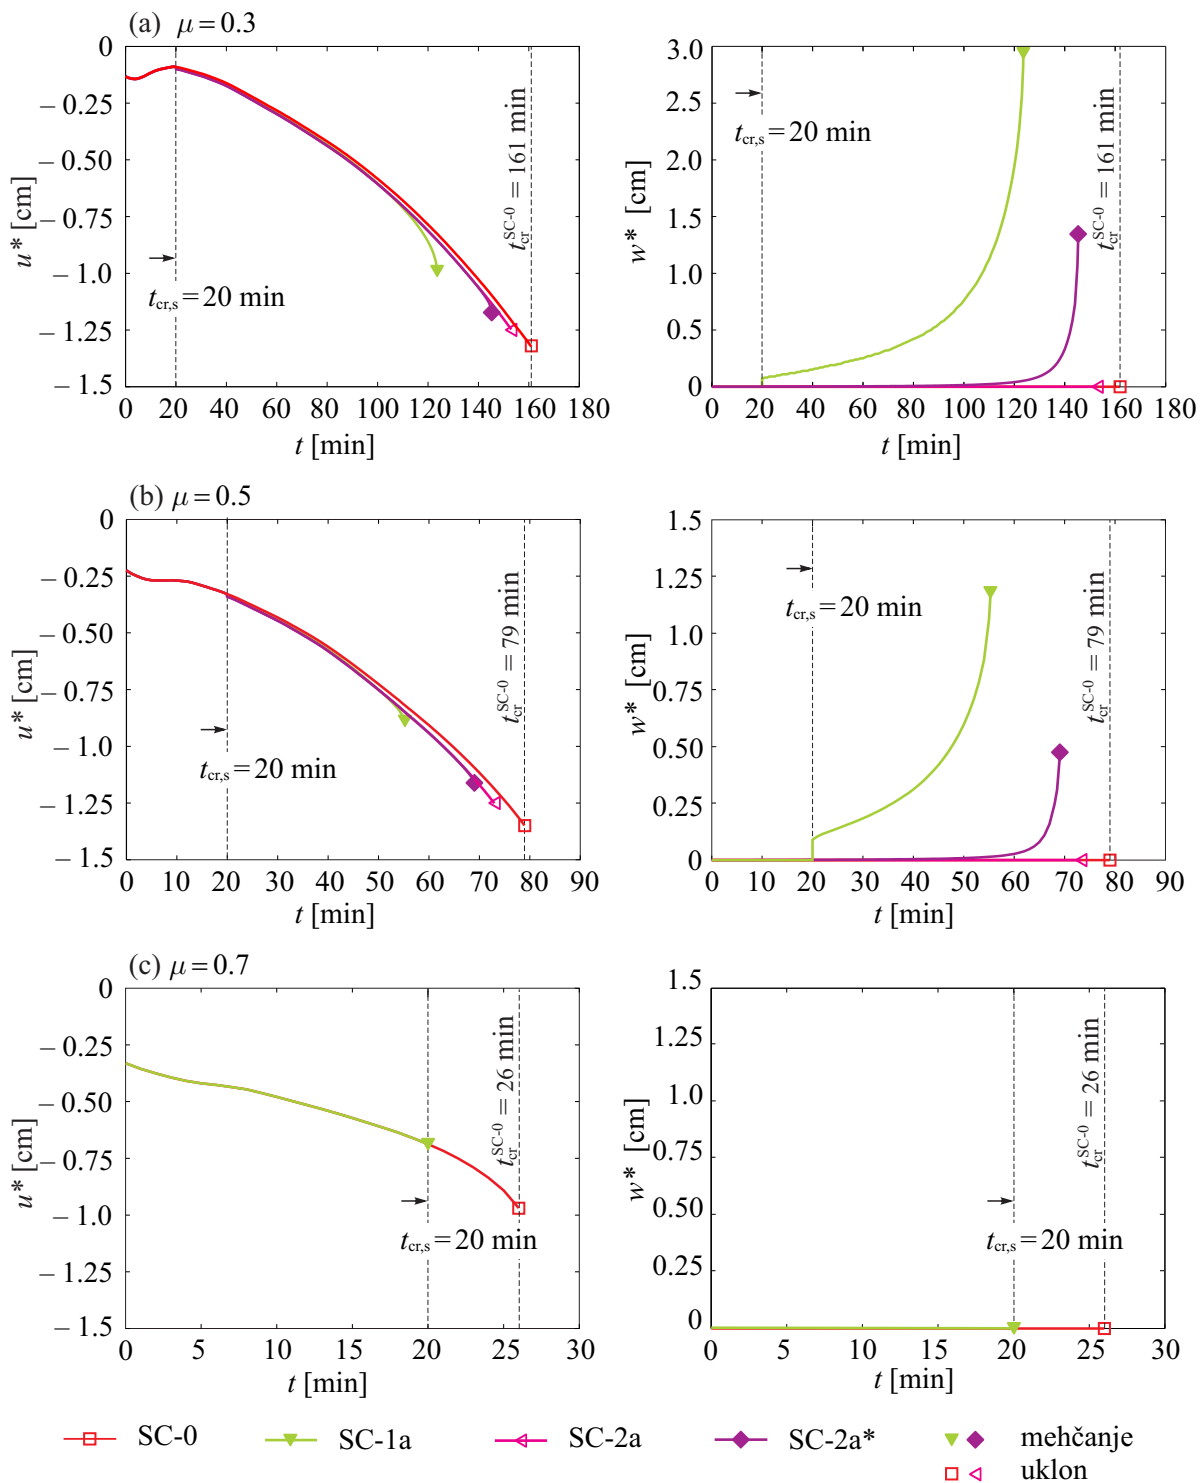 (a) μ = 0.3
0
− 0.25
− 0.50
− 0.75
− 1.0
− 1.25
− 1.5
u* [cm]
t_cr,s = 20 min
t_cr^SC-0 = 161 min
0 20 40 60 80 100 120 140 160 180
t [min]
3.0
2.5
2.0
1.5
1.0
0.5
0
w* [cm]
t_cr,s = 20 min
t_cr^SC-0 = 161 min
0 20 40 60 80 100 120 140 160 180
t [min]
(b) μ = 0.5
0
− 0.25
− 0.50
− 0.75
− 1.0
− 1.25
− 1.5
u* [cm]
t_cr,s = 20 min
t_cr^SC-0 = 79 min
0 10 20 30 40 50 60 70 80 90
t [min]
1.5
1.25
1.0
0.75
0.50
0.25
0
w* [cm]
t_cr,s = 20 min
t_cr^SC-0 = 79 min
0 10 20 30 40 50 60 70 80 90
t [min]
(c) μ = 0.7
0
− 0.25
− 0.50
− 0.75
− 1.0
− 1.25
− 1.5
u* [cm]
t_cr,s = 20 min
t_cr^SC-0 = 26 min
0 5 10 15 20 25 30
t [min]
1.5
1.25
1.0
0.75
0.50
0.25
0
w* [cm]
t_cr,s = 20 min
t_cr^SC-0 = 26 min
0 5 10 15 20 25 30
t [min]
SC-0 SC-1a SC-2a SC-2a* mehčanje
uklon